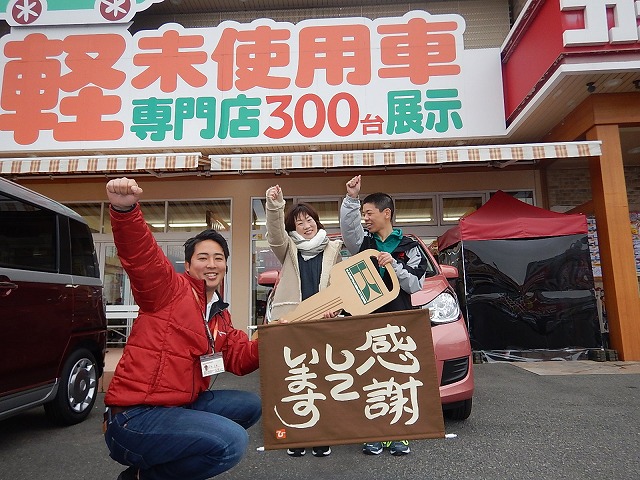 軽未使用車
専門店300台展示
感謝
して
います